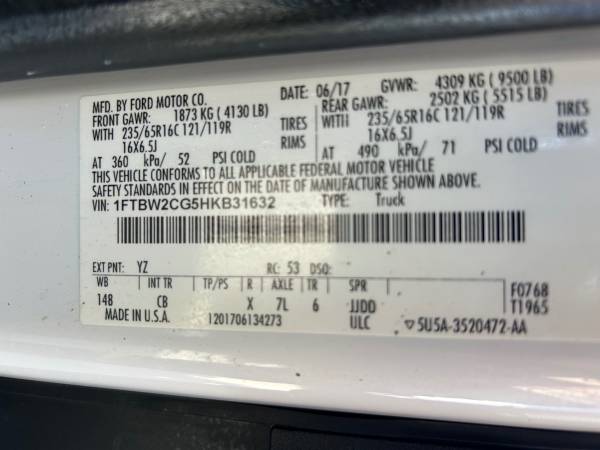 MFD. BY FORD MOTOR CO.
DATE: 06/17 GVWR: 4309 KG ( 9500 LB)
FRONT GAWR: 1873 KG ( 4130 LB)
REAR GAWR: 2502 KG ( 5515 LB)
WITH 235/65R16C 121/119R TIRES
WITH 235/65R16C 121/119R TIRES
16X6.5J RIMS
16X6.5J RIMS
AT 360 kPa/ 52 PSI COLD
AT 490 kPa/ 71 PSI COLD
THIS VEHICLE CONFORMS TO ALL APPLICABLE FEDERAL MOTOR VEHICLE
SAFETY STANDARDS IN EFFECT ON THE DATE OF MANUFACTURE SHOWN ABOVE.
VIN: 1FTBW2CG5HKB31632 TYPE: Truck
EXT PNT: YZ RC: 53 DSO:
WB INT TR TP/PS R AXLE TR SPR F0768
148 CB X 7L 6 JJDD T1965
MADE IN U.S.A. 1201706134273 ULC ▽5U5A-3520472-AA